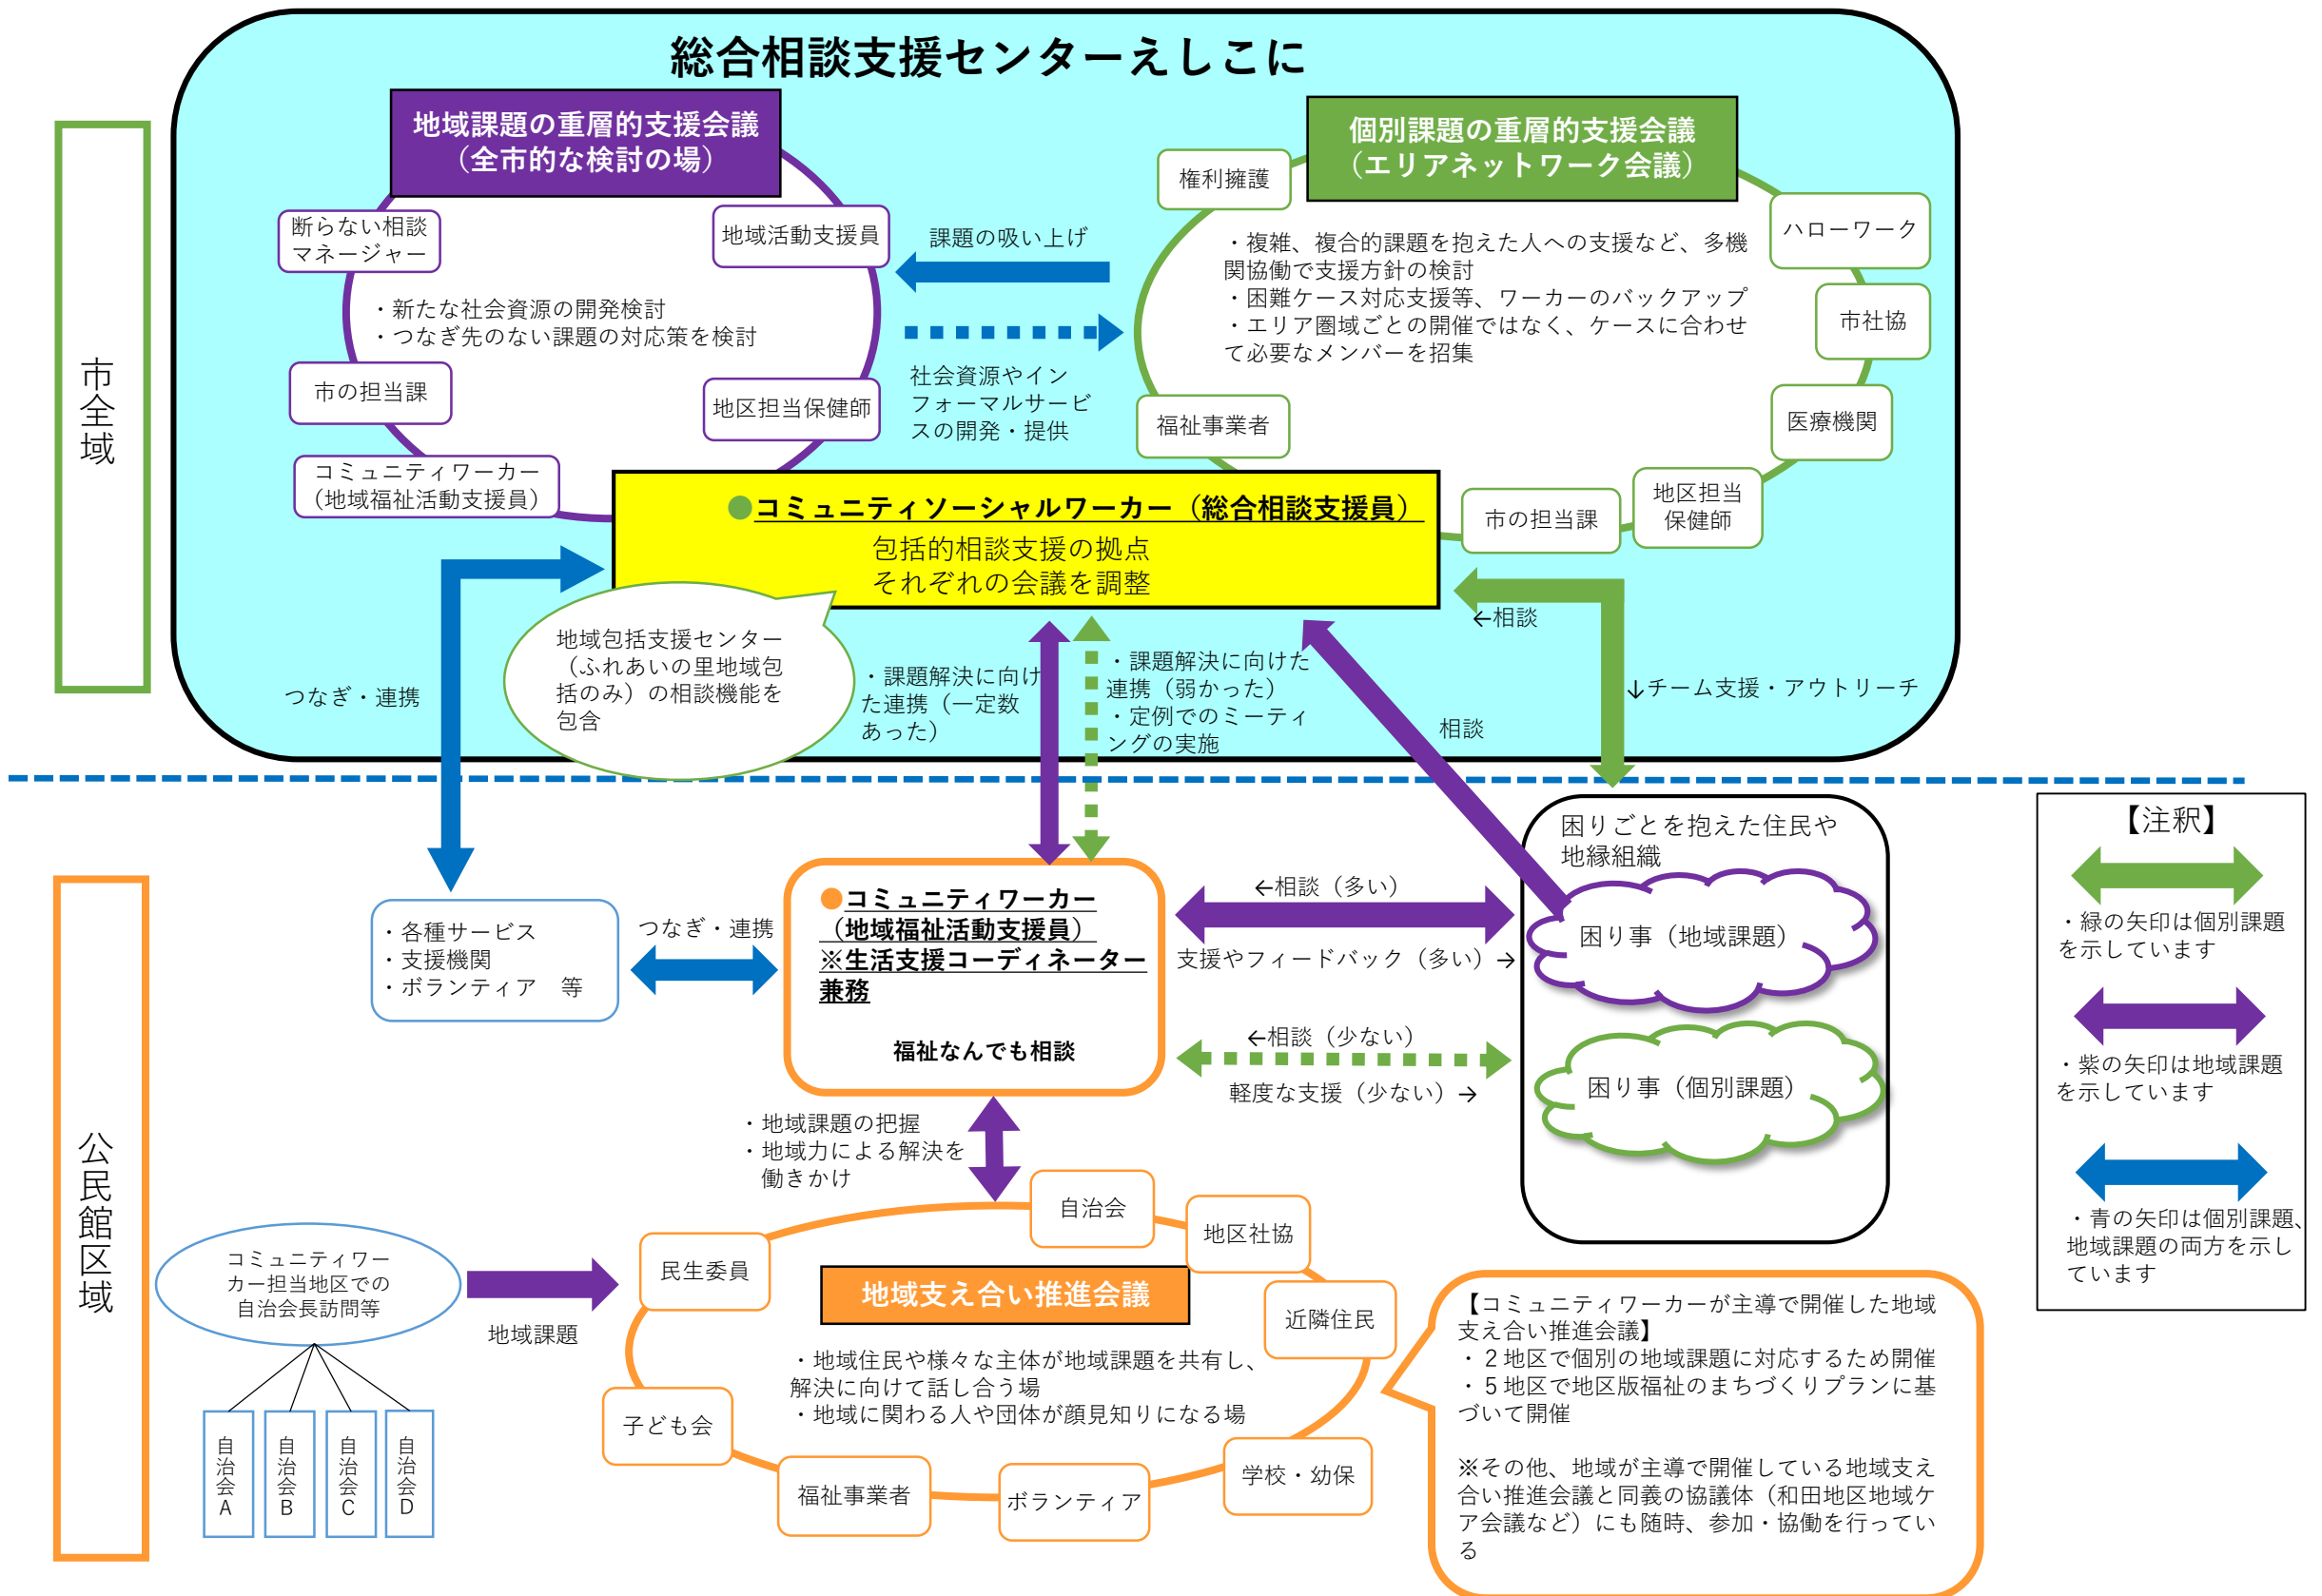 総合相談支援センターえしこに
市全域
地域課題の重層的支援会議
（全市的な検討の場）
断らない相談
マネージャー
地域活動支援員
・新たな社会資源の開発検討
・つなぎ先のない課題の対応策を検討
市の担当課
地区担当保健師
コミュニティワーカー
（地域福祉活動支援員）
課題の吸い上げ
社会資源やイン
フォーマルサービ
スの開発・提供
個別課題の重層的支援会議
（エリアネットワーク会議）
権利擁護
ハローワーク
・複雑、複合的課題を抱えた人への支援など、多機
関協働で支援方針の検討
・困難ケース対応支援等、ワーカーのバックアップ
・エリア圏域ごとの開催ではなく、ケースに合わせ
て必要なメンバーを招集
市社協
福祉事業者
医療機関
地区担当
保健師
市の担当課
●コミュニティソーシャルワーカー（総合相談支援員）
包括的相談支援の拠点
それぞれの会議を調整
地域包括支援センター
（ふれあいの里地域包
括のみ）の相談機能を
包含
つなぎ・連携
・課題解決に向け
た連携（一定数
あった）
・課題解決に向けた
連携（弱かった）
・定例でのミーティ
ングの実施
相談
←相談
↓チーム支援・アウトリーチ
公民館区域
・各種サービス
・支援機関
・ボランティア　等
つなぎ・連携
●コミュニティワーカー
（地域福祉活動支援員）
※生活支援コーディネーター
兼務
福祉なんでも相談
←相談（多い）
支援やフィードバック（多い）→
←相談（少ない）
軽度な支援（少ない）→
困りごとを抱えた住民や
地縁組織
困り事（地域課題）
困り事（個別課題）
【注釈】
・緑の矢印は個別課題
を示しています
・紫の矢印は地域課題
を示しています
・青の矢印は個別課題、
地域課題の両方を示し
ています
・地域課題の把握
・地域力による解決を
働きかけ
コミュニティワー
カー担当地区での
自治会長訪問等
地域課題
自治会A
自治会B
自治会C
自治会D
自治会
地区社協
民生委員
地域支え合い推進会議
近隣住民
・地域住民や様々な主体が地域課題を共有し、
解決に向けて話し合う場
・地域に関わる人や団体が顔見知りになる場
子ども会
福祉事業者
ボランティア
学校・幼保
【コミュニティワーカーが主導で開催した地域
支え合い推進会議】
・２地区で個別の地域課題に対応するため開催
・５地区で地区版福祉のまちづくりプランに基
づいて開催
※その他、地域が主導で開催している地域支え
合い推進会議と同義の協議体（和田地区地域ケ
ア会議など）にも随時、参加・協働を行ってい
る